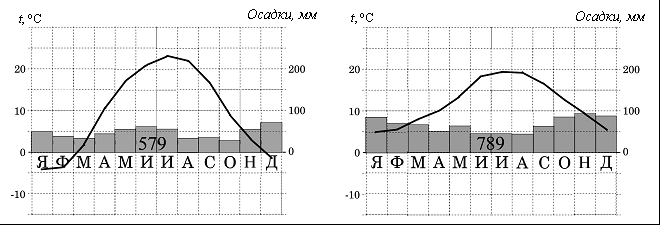 t, °C
Осадки, мм
20
200
10
100
0
579
0
Я Ф М А М И И А С О Н Д
-10
t, °C
Осадки, мм
20
200
10
100
0
789
0
Я Ф М А М И И А С О Н Д
-10